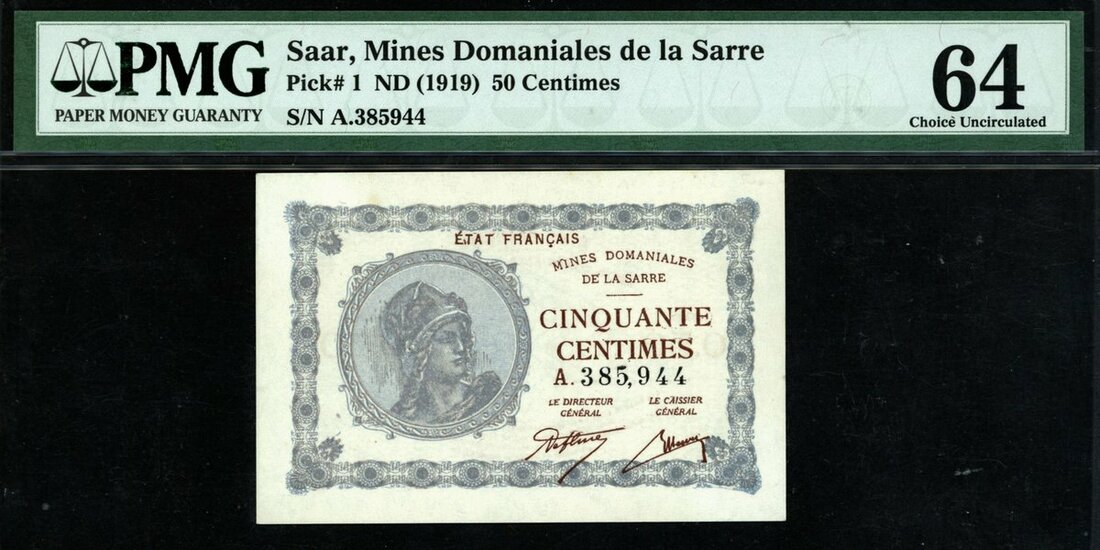 PMG
PAPER MONEY GUARANTY
Saar, Mines Domaniales de la Sarre
Pick# 1 ND (1919) 50 Centimes
S/N A.385944
64
Choice Uncirculated
ÉTAT FRANÇAIS
MINES DOMANIALES
DE LA SARRE
CINQUANTE
CENTIMES
A.385,944
LE DIRECTEUR
GÉNÉRAL
LE CAISSIER
GÉNÉRAL